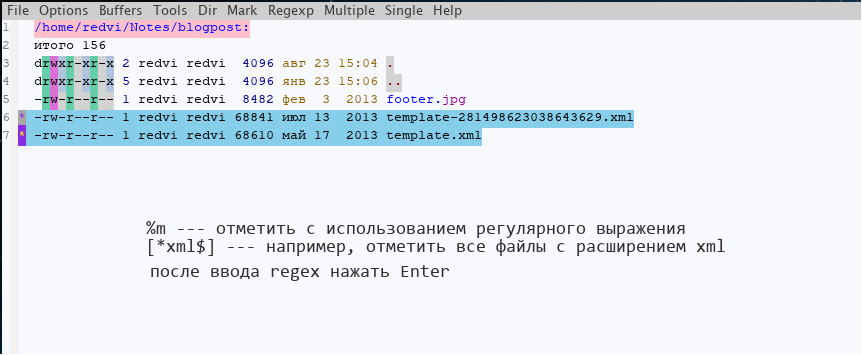 File Options Buffers Tools Dir Mark Regexp Multiple Single Help
1 /home/redvi/Notes/blogpost:
2 итого 156
3 drwxr-xr-x 2 redvi redvi 4096 авг 23 15:04 .
4 drwxr-xr-x 5 redvi redvi 4096 янв 23 15:06 ..
5 -rw-r--r-- 1 redvi redvi 8482 фев 3 2013 footer.jpg
6 * -rw-r--r-- 1 redvi redvi 68841 июл 13 2013 template-281498623038643629.xml
7 * -rw-r--r-- 1 redvi redvi 68610 май 17 2013 template.xml
%m --- отметить с использованием регулярного выражения
[*xml$] --- например, отметить все файлы с расширением xml
после ввода regex нажать Enter